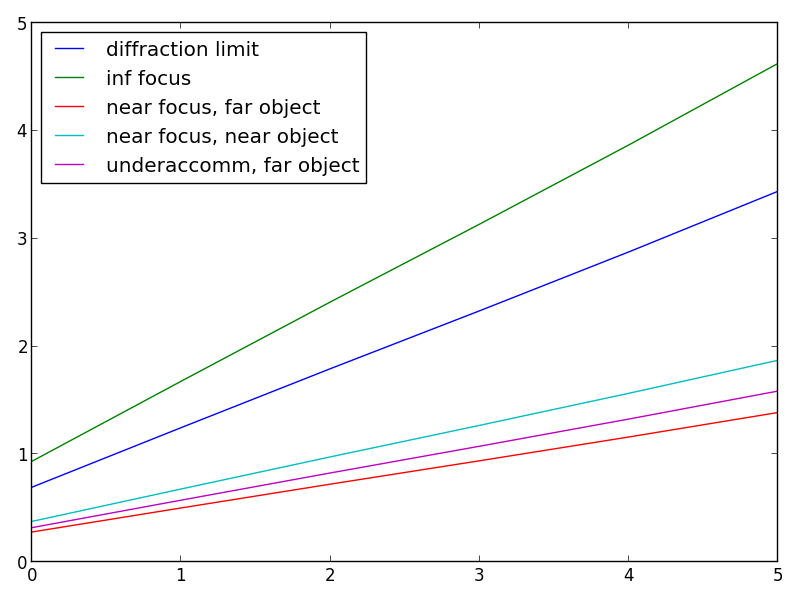 diffraction limit
inf focus
near focus, far object
near focus, near object
underaccomm, far object
5
4
3
2
1
0
0 1 2 3 4 5